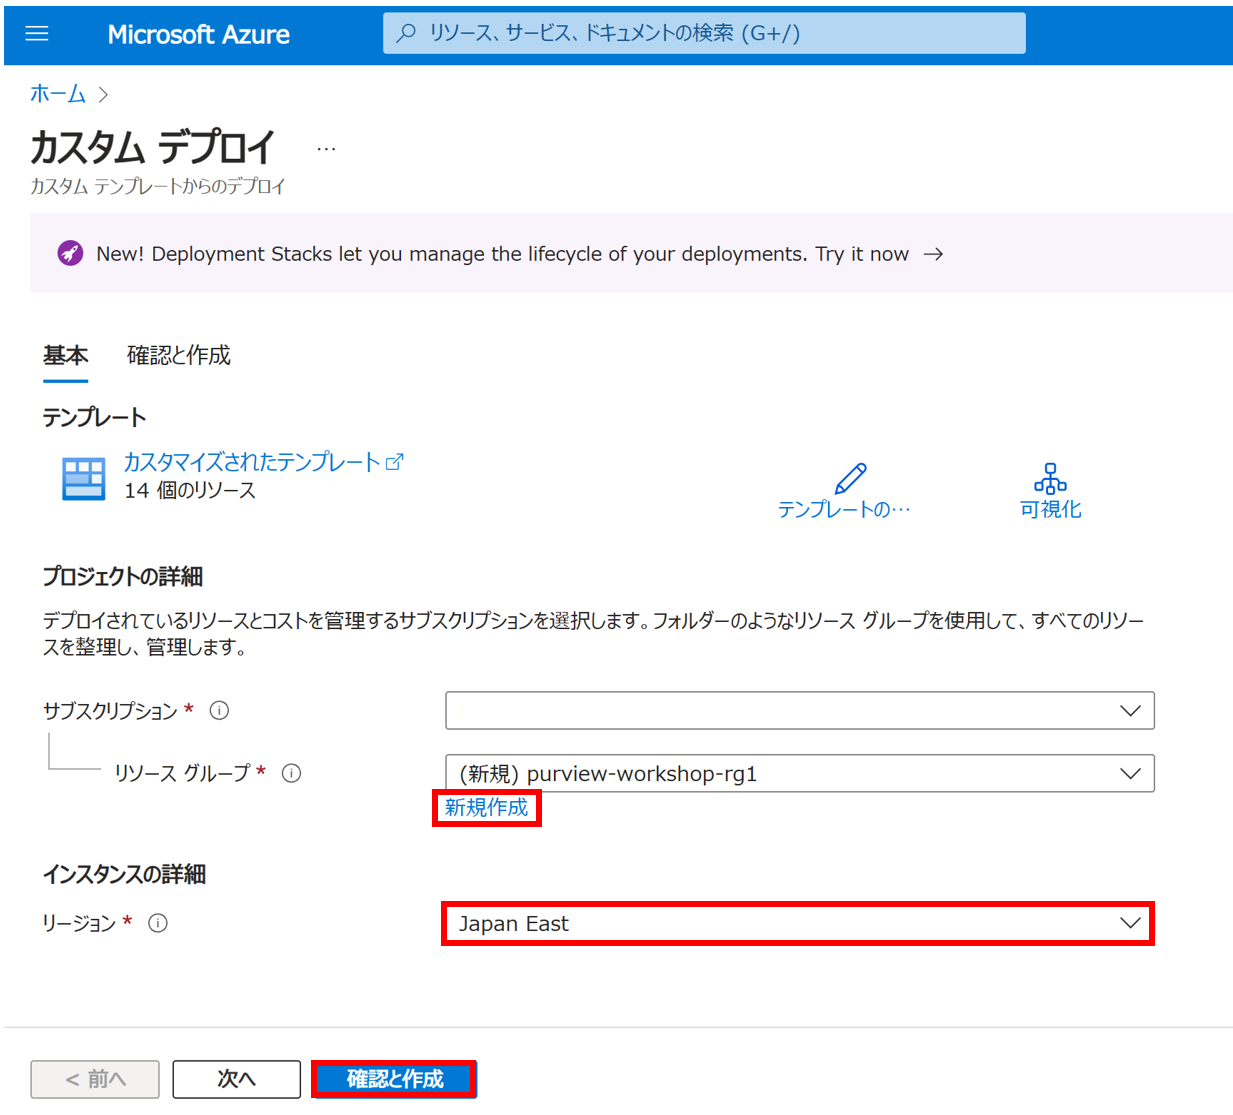 Microsoft Azure
リソース、サービス、ドキュメントの検索 (G+/)
ホーム >
カスタム デプロイ …
カスタム テンプレートからのデプロイ
New! Deployment Stacks let you manage the lifecycle of your deployments. Try it now →
基本 確認と作成
テンプレート
カスタマイズされたテンプレート
14 個のリソース
テンプレートの… 可視化
プロジェクトの詳細
デプロイされているリソースとコストを管理するサブスクリプションを選択します。フォルダーのようなリソース グループを使用して、すべてのリソー
スを整理し、管理します。
サブスクリプション *
リソース グループ * (新規) purview-workshop-rg1
新規作成
インスタンスの詳細
リージョン * Japan East
< 前へ 次へ 確認と作成